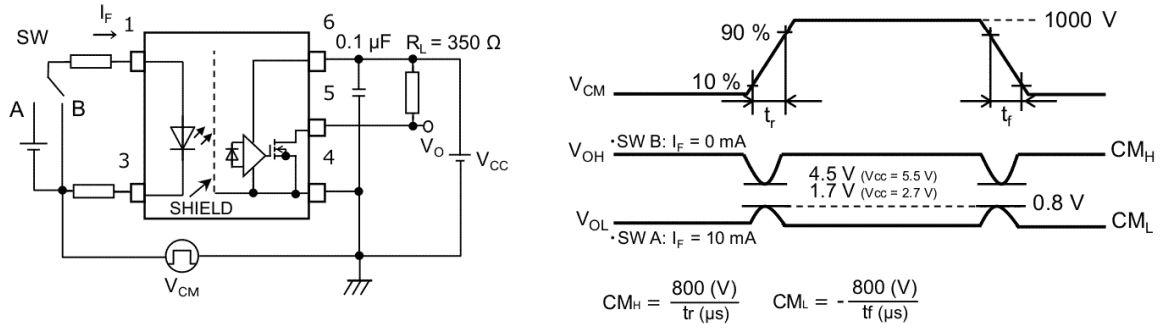 SW
I_F
1
6
0.1 µF
R_L = 350 Ω
A
B
5
V_O
V_CC
3
4
SHIELD
V_CM
1000 V
90 %
10 %
V_CM
t_r
t_f
·SW B: I_F = 0 mA
V_OH
CM_H
4.5 V (Vcc = 5.5 V)
1.7 V (Vcc = 2.7 V)
0.8 V
V_OL
CM_L
·SW A: I_F = 10 mA
CM_H = 800 (V) / tr (µs)
CM_L = - 800 (V) / tf (µs)